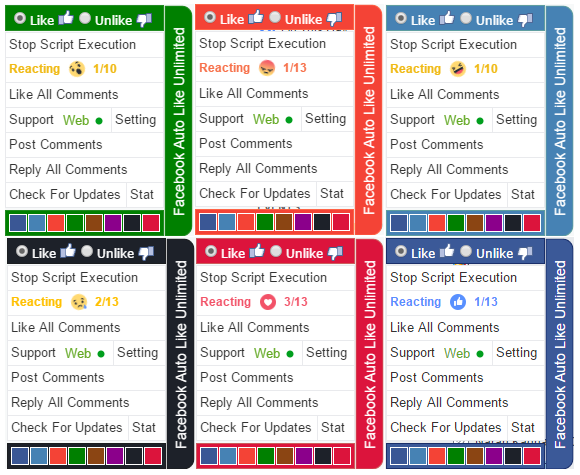 Like Unlike
Stop Script Execution
Reacting 1/10
Like All Comments
Support Web Setting
Post Comments
Reply All Comments
Check For Updates Stat
Facebook Auto Like Unlimited
Like Unlike
Stop Script Execution
Reacting 1/13
Like All Comments
Support Web Setting
Post Comments
Reply All Comments
Check For Updates Stat
Facebook Auto Like Unlimited
Like Unlike
Stop Script Execution
Reacting 1/10
Like All Comments
Support Web Setting
Post Comments
Reply All Comments
Check For Updates Stat
Facebook Auto Like Unlimited
Like Unlike
Stop Script Execution
Reacting 2/13
Like All Comments
Support Web Setting
Post Comments
Reply All Comments
Check For Updates Stat
Facebook Auto Like Unlimited
Like Unlike
Stop Script Execution
Reacting 3/13
Like All Comments
Support Web Setting
Post Comments
Reply All Comments
Check For Updates Stat
Facebook Auto Like Unlimited
Like Unlike
Stop Script Execution
Reacting 1/13
Like All Comments
Support Web Setting
Post Comments
Reply All Comments
Check For Updates Stat
Facebook Auto Like Unlimited